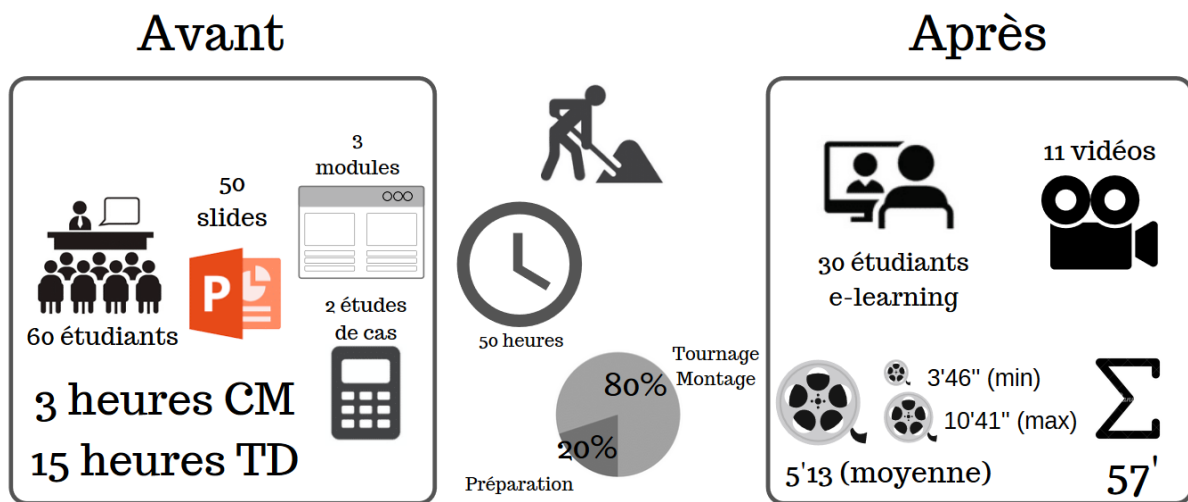 Avant
Après
3
modules
50
slides
P
60 étudiants
2 études
de cas
3 heures CM
15 heures TD
50 heures
Tournage
Montage
80%
20%
Préparation
11 vidéos
30 étudiants
e-learning
3'46" (min)
10'41" (max)
5'13 (moyenne)
Σ
57'